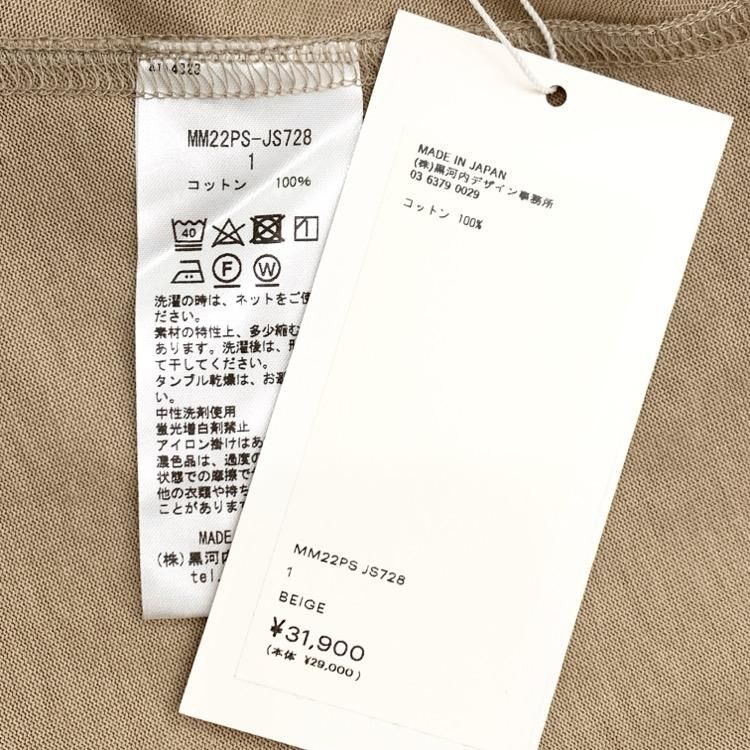 MM22PS-JS728
1
コットン 100%
40
F W
洗濯の時は、ネットをご使
ださい。
素材の特性上、多少縮む
あります。洗濯後は、形
て干してください。
タンブル乾燥は、お避
い。
中性洗剤使用
蛍光増白剤禁止
アイロン掛けはあ
濃色品は、過度の
状態での摩擦で
他の衣類や持ち
ことがあります
MADE
(株)黒河内
tel.
MADE IN JAPAN
(株)黒河内デザイン事務所
03 6379 0029
コットン 100%
MM22PS JS728
1
BEIGE
¥31,900
(本体 ¥29,000)